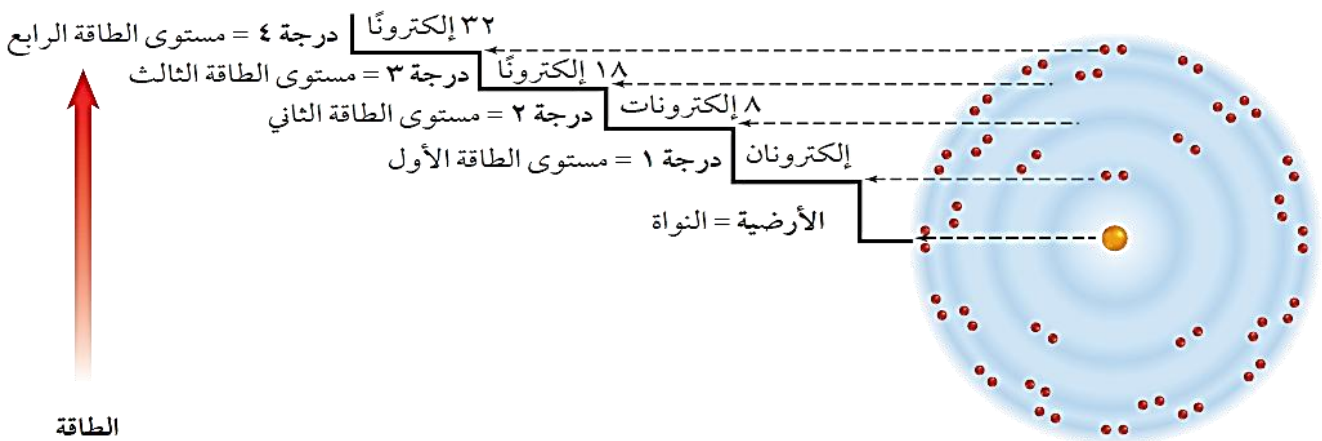 ٣٢ إلكترونًا
درجة ٤ = مستوى الطاقة الرابع
١٨ إلكترونًا
درجة ٣ = مستوى الطاقة الثالث
٨ إلكترونات
درجة ٢ = مستوى الطاقة الثاني
إلكترونان
درجة ١ = مستوى الطاقة الأول
الأرضية = النواة
الطاقة